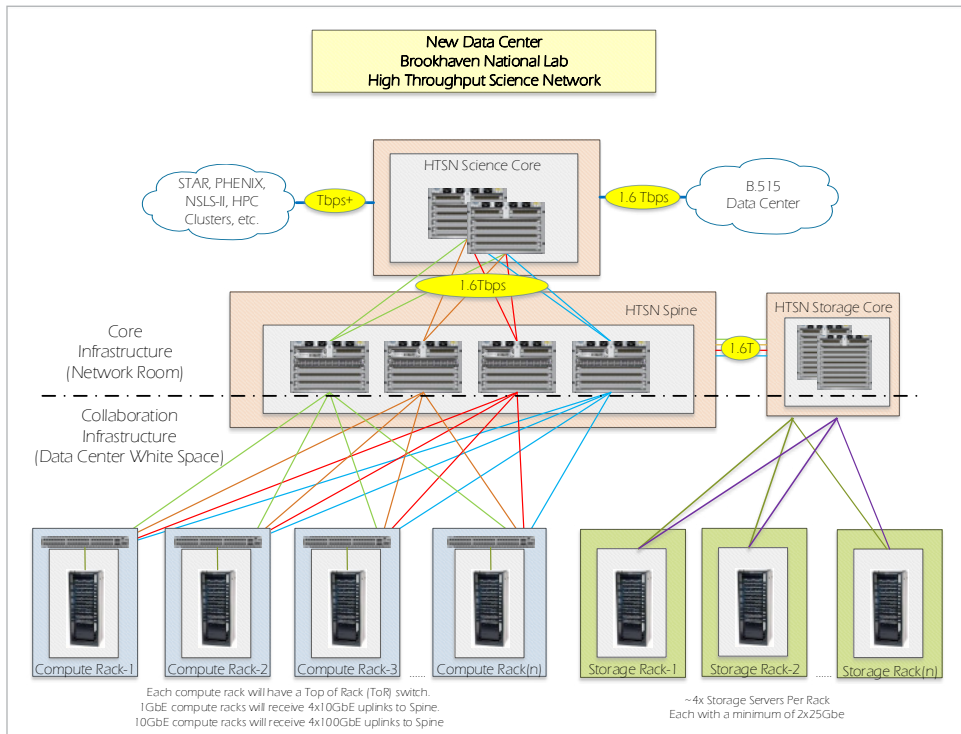 New Data Center
Brookhaven National Lab
High Throughput Science Network
HTSN Science Core
STAR, PHENIX,
NSLS-II, HPC
Clusters, etc.
Tbps+
1.6 Tbps
B.515
Data Center
1.6Tbps
HTSN Spine
HTSN Storage Core
1.6T
Core
Infrastructure
(Network Room)
Collaboration
Infrastructure
(Data Center White Space)
Compute Rack-1
Compute Rack-2
Compute Rack-3
.....
Compute Rack(n)
Storage Rack-1
Storage Rack-2
.....
Storage Rack(n)
Each compute rack will have a Top of Rack (ToR) switch.
1GbE compute racks will receive 4x10GbE uplinks to Spine.
10GbE compute racks will receive 4x100GbE uplinks to Spine
~4x Storage Servers Per Rack
Each with a minimum of 2x25Gbe